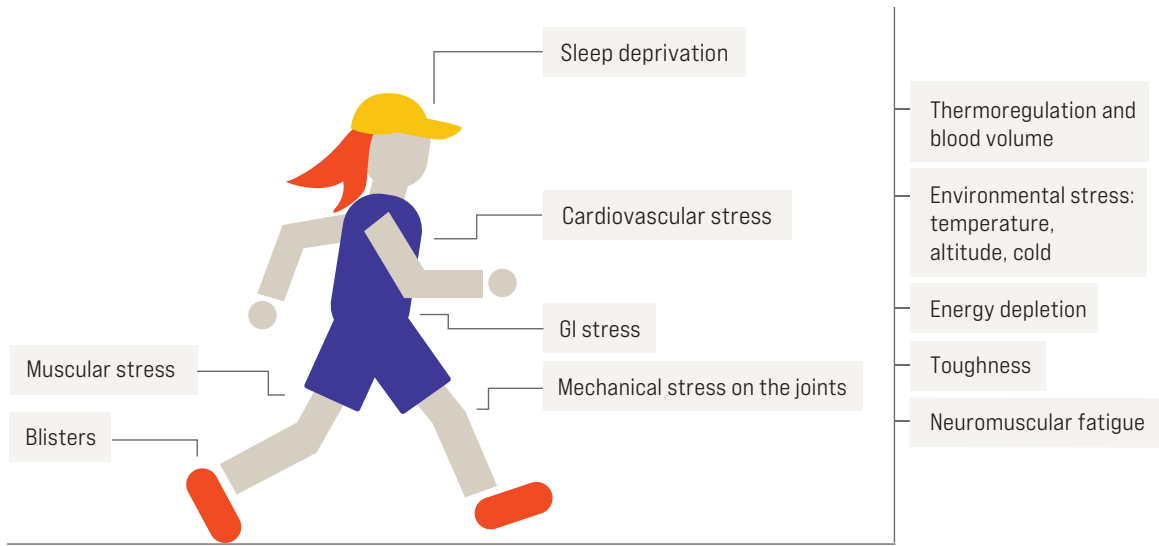 Sleep deprivation
Cardiovascular stress
GI stress
Mechanical stress on the joints
Muscular stress
Blisters
Thermoregulation and
blood volume
Environmental stress:
temperature,
altitude, cold
Energy depletion
Toughness
Neuromuscular fatigue